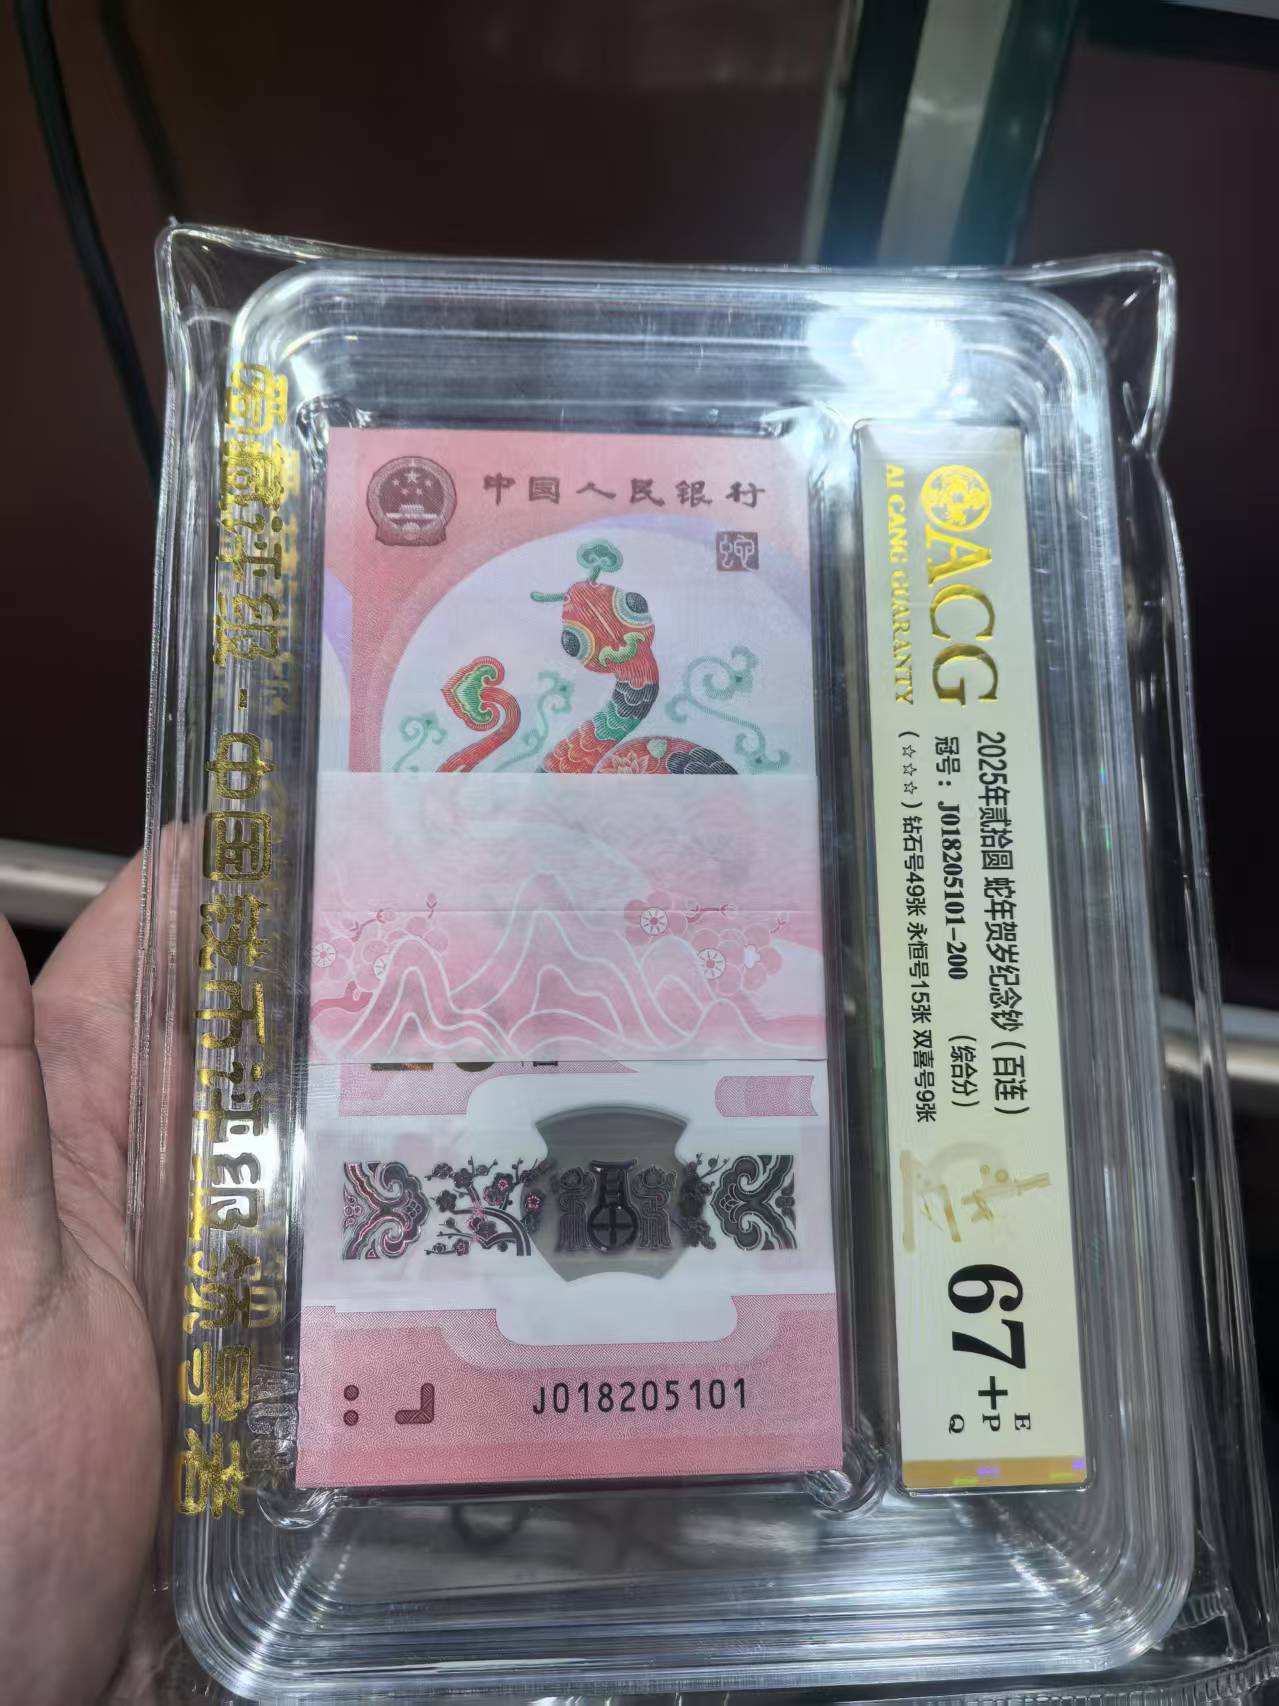 中国人民银行
蛇
J018205101
ACG
AI CANG GUARANTY
2025年贰拾圆 蛇年贺岁纪念钞（百连）
冠号：J018205101-200 （综合分）
（☆☆☆）钻石号49张 永恒号15张 双喜号9张
67+
E
P
Q
爱藏评级-中国钱币评级领导者